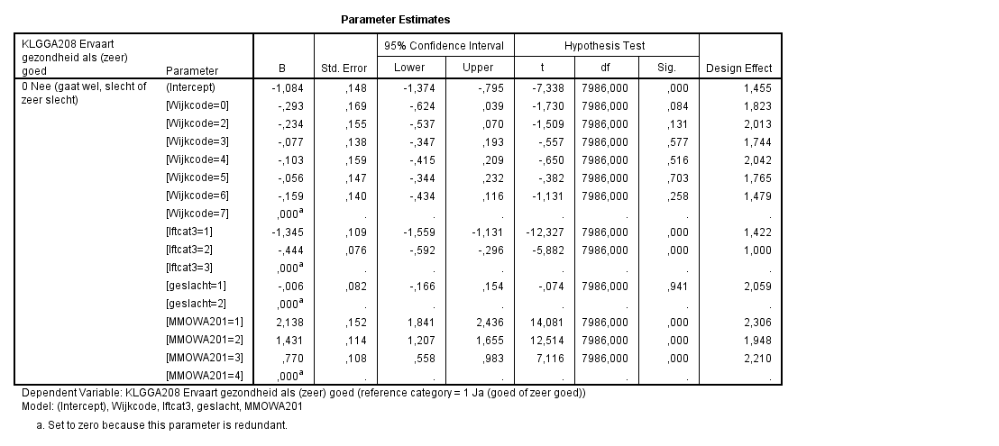 Parameter Estimates
KLGGA208 Ervaart gezondheid als (zeer) goed Parameter B Std. Error 95% Confidence Interval Hypothesis Test Design Effect
Lower Upper t df Sig.
0 Nee (gaat wel, slecht of zeer slecht) (Intercept) -1,084 ,148 -1,374 -,795 -7,338 7986,000 ,000 1,455
[Wijkcode=0] -,293 ,169 -,624 ,039 -1,730 7986,000 ,084 1,823
[Wijkcode=2] -,234 ,155 -,537 ,070 -1,509 7986,000 ,131 2,013
[Wijkcode=3] -,077 ,138 -,347 ,193 -,557 7986,000 ,577 1,744
[Wijkcode=4] -,103 ,159 -,415 ,209 -,650 7986,000 ,516 2,042
[Wijkcode=5] -,056 ,147 -,344 ,232 -,382 7986,000 ,703 1,765
[Wijkcode=6] -,159 ,140 -,434 ,116 -1,131 7986,000 ,258 1,479
[Wijkcode=7] ,000a . . . . . .
[lftcat3=1] -1,345 ,109 -1,559 -1,131 -12,327 7986,000 ,000 1,422
[lftcat3=2] -,444 ,076 -,592 -,296 -5,882 7986,000 ,000 1,000
[lftcat3=3] ,000a . . . . . .
[geslacht=1] -,006 ,082 -,166 ,154 -,074 7986,000 ,941 2,059
[geslacht=2] ,000a . . . . . .
[MMOWA201=1] 2,138 ,152 1,841 2,436 14,081 7986,000 ,000 2,306
[MMOWA201=2] 1,431 ,114 1,207 1,655 12,514 7986,000 ,000 1,948
[MMOWA201=3] ,770 ,108 ,558 ,983 7,116 7986,000 ,000 2,210
[MMOWA201=4] ,000a . . . . . .
Dependent Variable: KLGGA208 Ervaart gezondheid als (zeer) goed (reference category = 1 Ja (goed of zeer goed))
Model: (Intercept), Wijkcode, lftcat3, geslacht, MMOWA201
a. Set to zero because this parameter is redundant.